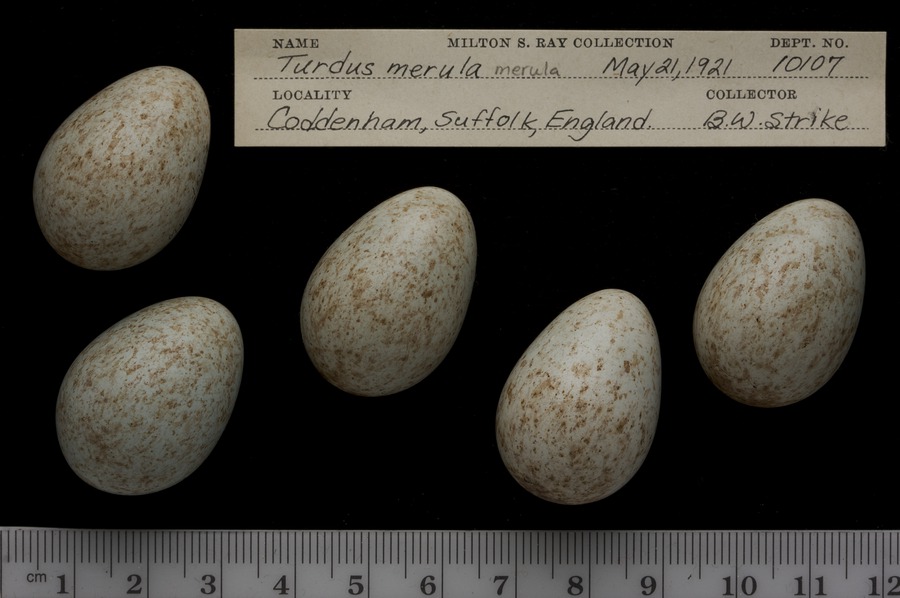 NAME MILTON S. RAY COLLECTION DEPT. NO.
Turdus merula merula May 21, 1921 10107
LOCALITY COLLECTOR
Coddenham, Suffolk, England. B.W. Strike
cm 1 2 3 4 5 6 7 8 9 10 11 12